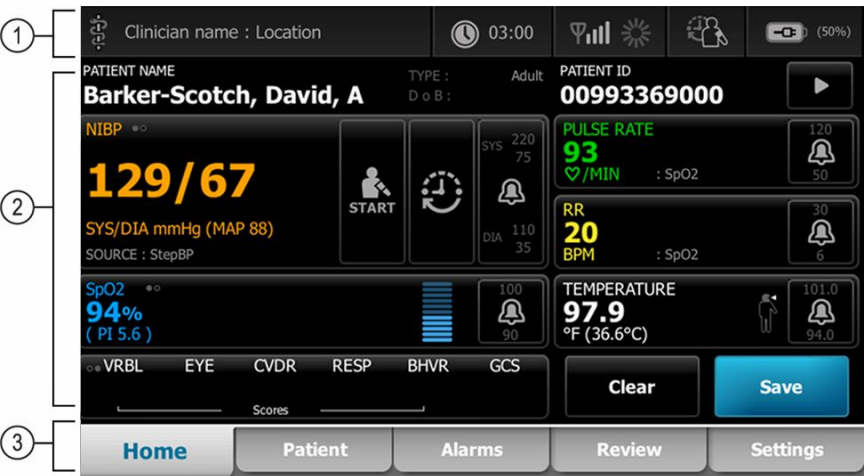 1
Clinician name : Location
03:00
(50%)
2
PATIENT NAME
TYPE : Adult
Barker-Scotch, David, A
D o B :
PATIENT ID
00993369000
NIBP
129/67
SYS/DIA mmHg (MAP 88)
SOURCE : StepBP
START
SYS 220
75
DIA 110
35
PULSE RATE
93
/MIN : SpO2
120
50
RR
20
BPM : SpO2
30
6
SpO2
94%
( PI 5.6 )
100
90
TEMPERATURE
97.9
°F (36.6°C)
101.0
94.0
VRBL EYE CVDR RESP BHVR GCS
Scores
Clear
Save
3
Home Patient Alarms Review Settings